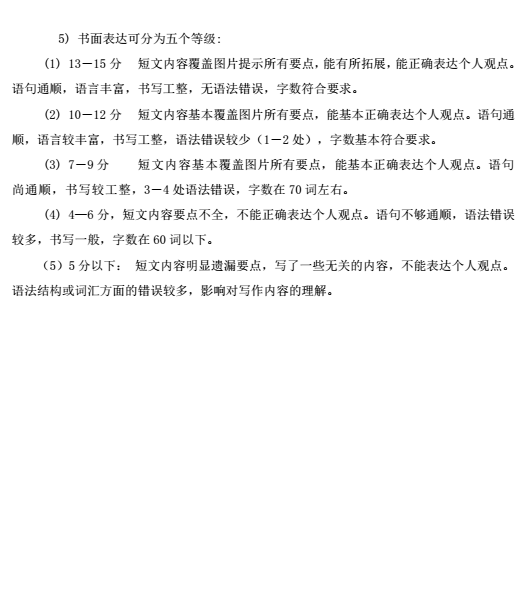 5) 书面表达可分为五个等级:
(1) 13－15 分 短文内容覆盖图片提示所有要点，能有所拓展，能正确表达个人观点。
语句通顺，语言丰富，书写工整，无语法错误，字数符合要求。
(2) 10－12 分 短文内容基本覆盖图片所有要点，能基本正确表达个人观点。语句通
顺，语言较丰富，书写工整，语法错误较少（1－2 处），字数基本符合要求。
(3) 7－9 分 短文内容基本覆盖图片所有要点，能基本正确表达个人观点。语句
尚通顺，书写较工整，3－4 处语法错误，字数在 70 词左右。
(4) 4—6 分，短文内容要点不全，不能正确表达个人观点。语句不够通顺，语法错误
较多，书写一般，字数在 60 词以下。
（5）5 分以下： 短文内容明显遗漏要点，写了一些无关的内容，不能表达个人观点。
语法结构或词汇方面的错误较多，影响对写作内容的理解。